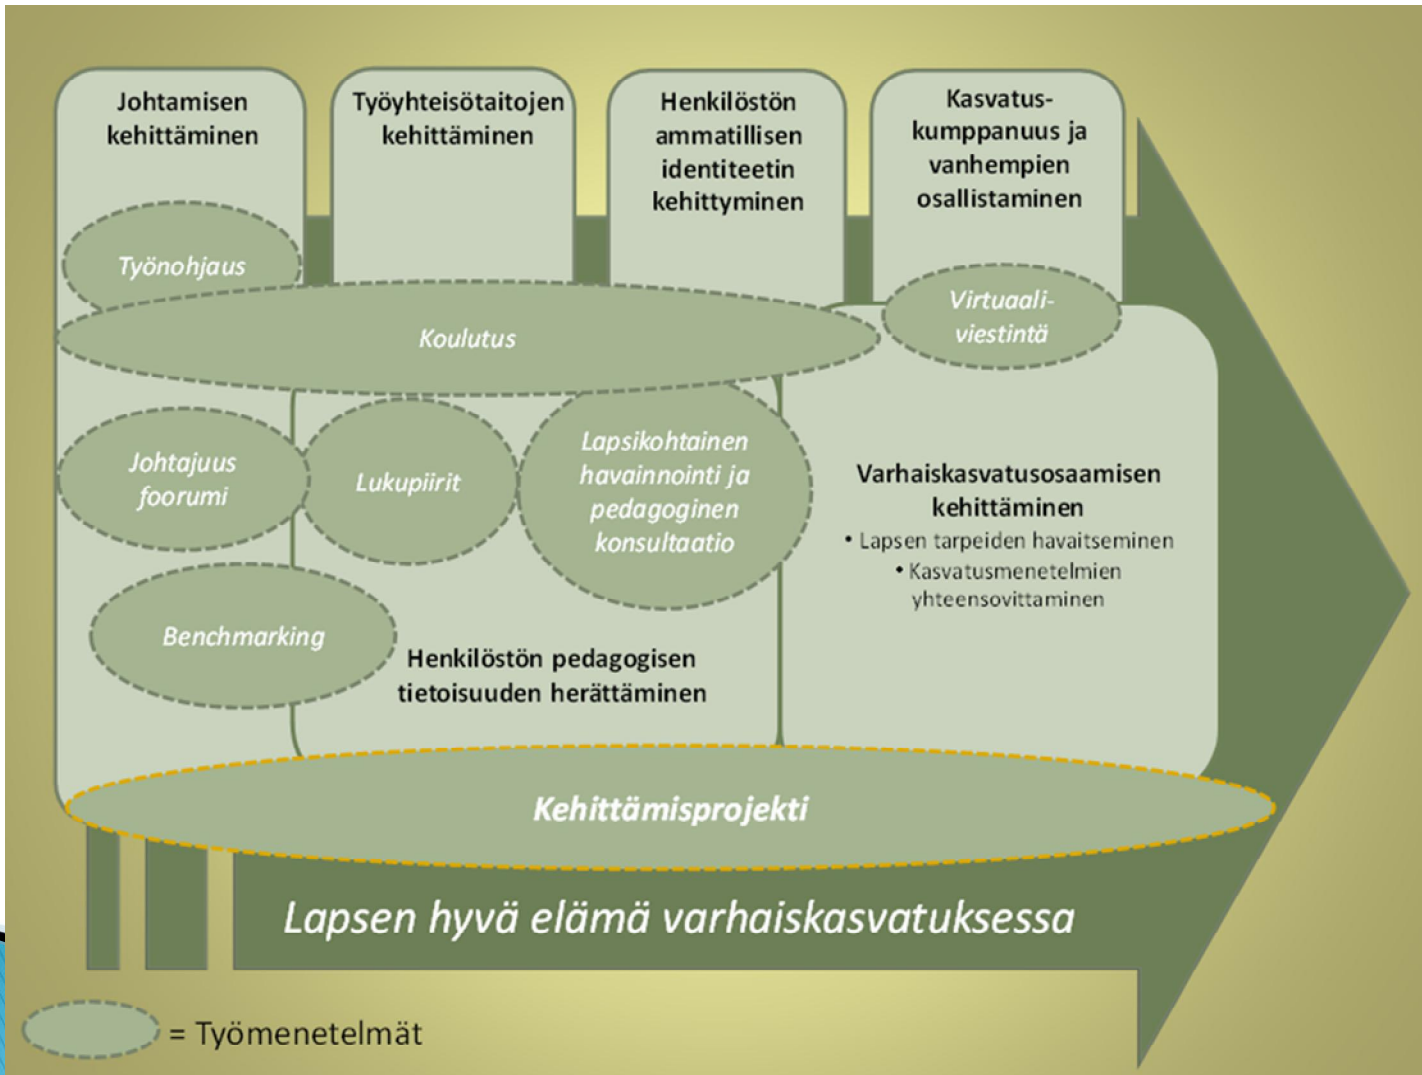 Johtamisen
kehittäminen
Työyhteisötaitojen
kehittäminen
Henkilöstön
ammatillisen
identiteetin
kehittyminen
Kasvatus-
kumppanuus ja
vanhempien
osallistaminen
Työnohjaus
Koulutus
Virtuaali-
viestintä
Johtajuus
foorumi
Lukupiirit
Lapsikohtainen
havainnointi ja
pedagoginen
konsultaatio
Varhaiskasvatusosaamisen
kehittäminen
• Lapsen tarpeiden havaitseminen
• Kasvatusmenetelmien
yhteensovittaminen
Benchmarking
Henkilöstön pedagogisen
tietoisuuden herättäminen
Kehittämisprojekti
Lapsen hyvä elämä varhaiskasvatuksessa
= Työmenetelmät